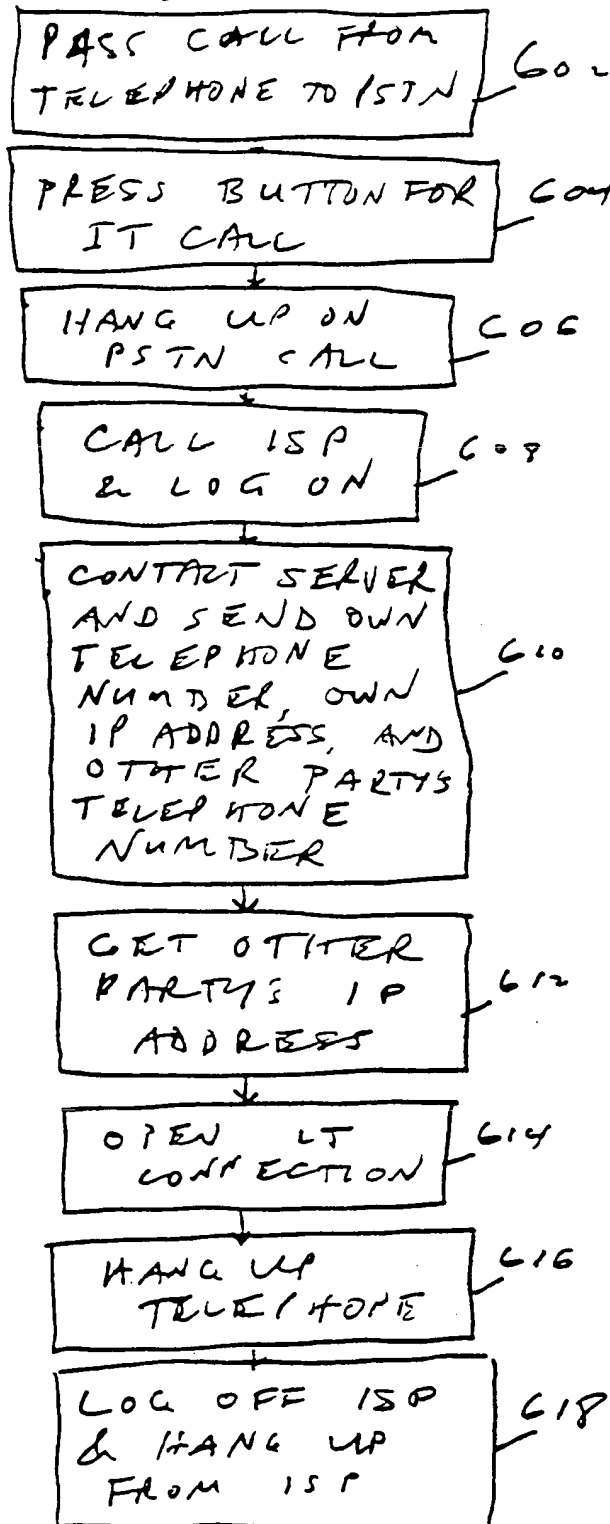 PASS CALL FROM
TELEPHONE TO PSTN
602
PRESS BUTTON FOR
IT CALL
604
HANG UP ON
PSTN CALL
606
CALL ISP
& LOG ON
608
CONTACT SERVER
AND SEND OWN
TELEPHONE
NUMBER, OWN
IP ADDRESS, AND
OTHER PARTY'S
TELEPHONE
NUMBER
610
GET OTHER
PARTY'S IP
ADDRESS
612
OPEN IT
CONNECTION
614
HANG UP
TELEPHONE
616
LOG OFF ISP
& HANG UP
FROM ISP
618